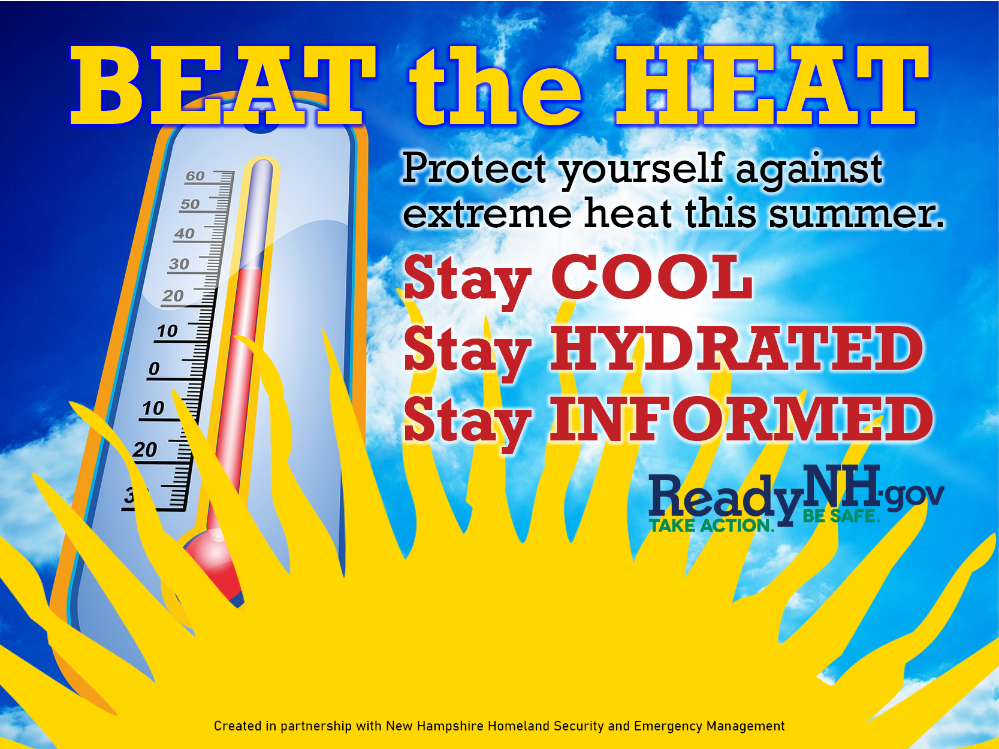 BEAT the HEAT
Protect yourself against
extreme heat this summer.
Stay COOL
Stay HYDRATED
Stay INFORMED
ReadyNH.gov
TAKE ACTION. BE SAFE.
60
50
40
30
20
10
0
10
20
3
Created in partnership with New Hampshire Homeland Security and Emergency Management